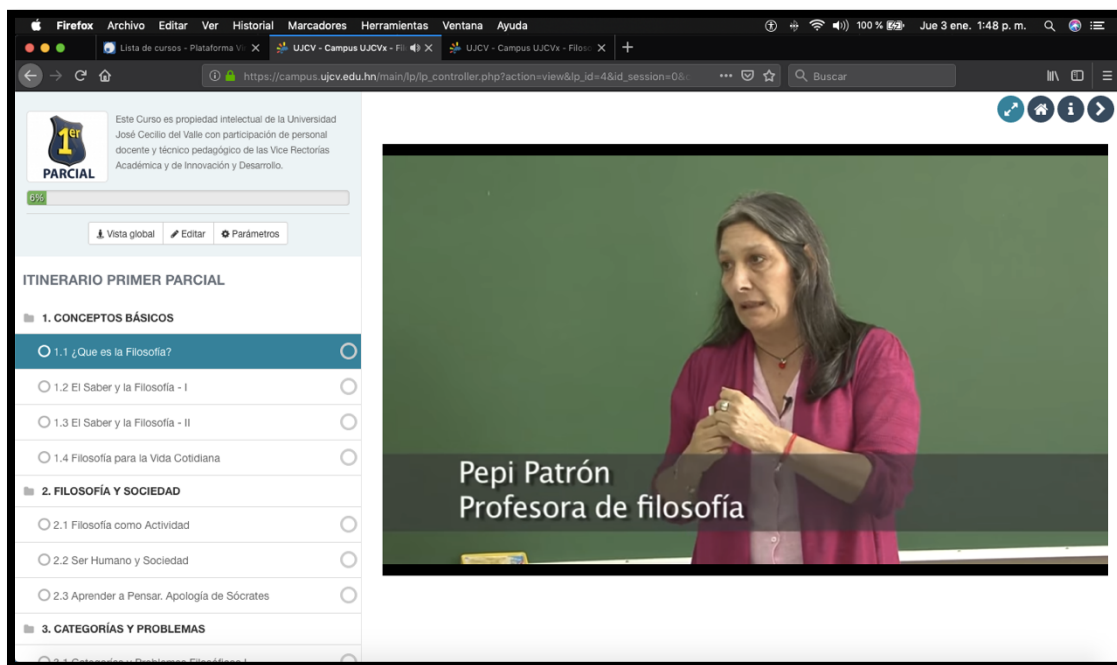 Firefox Archivo Editar Ver Historial Marcadores Herramientas Ventana Ayuda 100 % Jue 3 ene. 1:48 p. m.
Lista de cursos - Plataforma Vi
UJCV - Campus UJCVx - Fil
UJCV - Campus UJCVx - Filoso
https://campus.ujcv.edu.hn/main/lp/lp_controller.php?action=view&lp_id=4&id_session=0&c
Buscar
1er
PARCIAL
Este Curso es propiedad intelectual de la Universidad
José Cecilio del Valle con participación de personal
docente y técnico pedagógico de las Vice Rectorías
Académica y de Innovación y Desarrollo.
6%
Vista global Editar Parámetros
ITINERARIO PRIMER PARCIAL
1. CONCEPTOS BÁSICOS
1.1 ¿Que es la Filosofía?
1.2 El Saber y la Filosofía - I
1.3 El Saber y la Filosofía - II
1.4 Filosofía para la Vida Cotidiana
2. FILOSOFÍA Y SOCIEDAD
2.1 Filosofía como Actividad
2.2 Ser Humano y Sociedad
2.3 Aprender a Pensar. Apología de Sócrates
3. CATEGORÍAS Y PROBLEMAS
Pepi Patrón
Profesora de filosofía